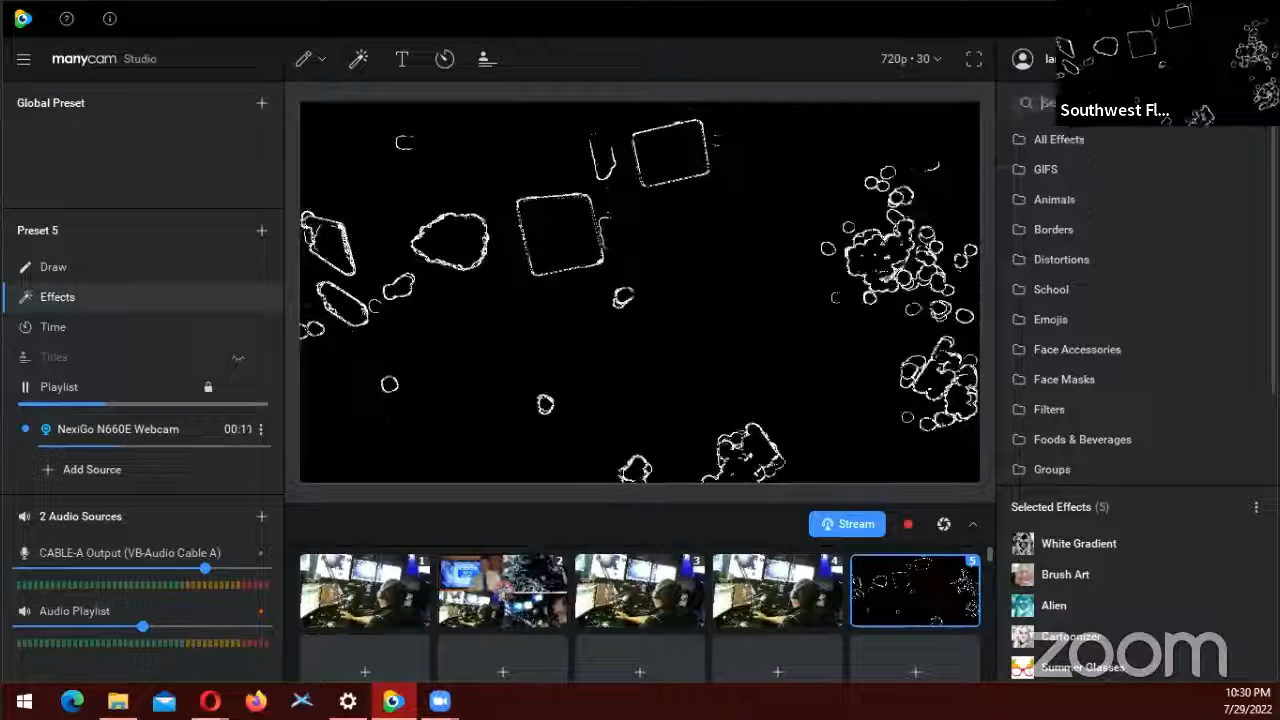 manycam Studio
720p • 30
Southwest Fl...
Global Preset
All Effects
GIFS
Animals
Preset 5
Borders
Draw
Distortions
Effects
School
Time
Emojis
Titles
Face Accessories
Playlist
Face Masks
Filters
NexiGo N660E Webcam 00:11
Foods & Beverages
Add Source
Groups
2 Audio Sources
Stream
Selected Effects (5)
CABLE-A Output (VB-Audio Cable A)
White Gradient
1
2
3
4
5
Brush Art
Audio Playlist
Alien
Cartoonizer
Summer Glasses
zoom
10:30 PM
7/29/2022